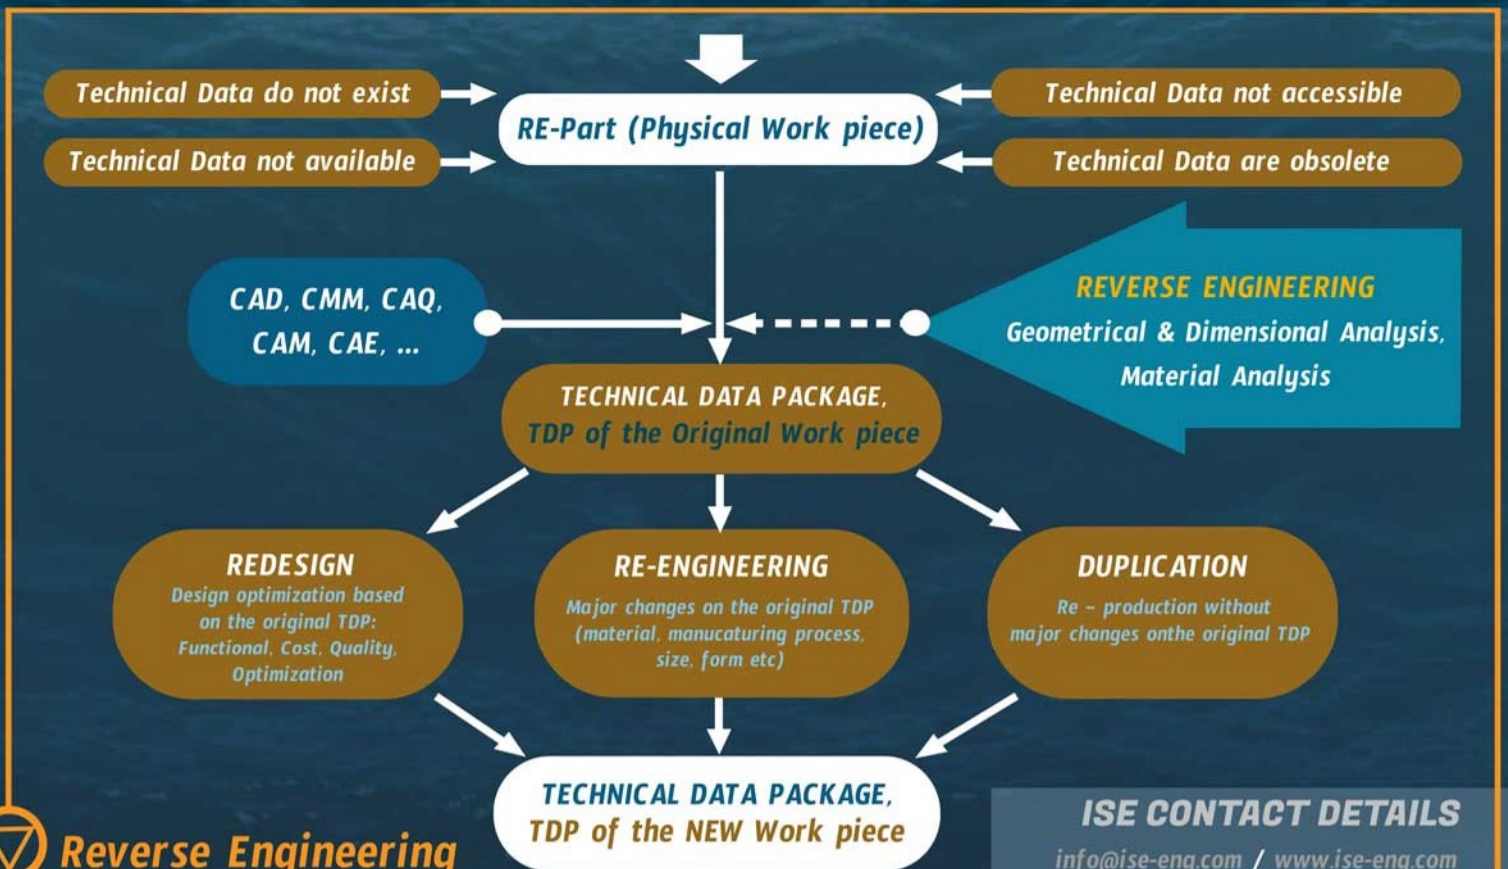 Technical Data do not exist
Technical Data not available
RE-Part (Physical Work piece)
Technical Data not accessible
Technical Data are obsolete
CAD, CMM, CAQ,
CAM, CAE, ...
REVERSE ENGINEERING
Geometrical & Dimensional Analysis,
Material Analysis
TECHNICAL DATA PACKAGE,
TDP of the Original Work piece
REDESIGN
Design optimization based
on the original TDP:
Functional, Cost, Quality,
Optimization
RE-ENGINEERING
Major changes on the original TDP
(material, manucaturing process,
size, form etc)
DUPLICATION
Re – production without
major changes onthe original TDP
TECHNICAL DATA PACKAGE,
TDP of the NEW Work piece
Reverse Engineering
ISE CONTACT DETAILS
info@ise-eng.com / www.ise-eng.com